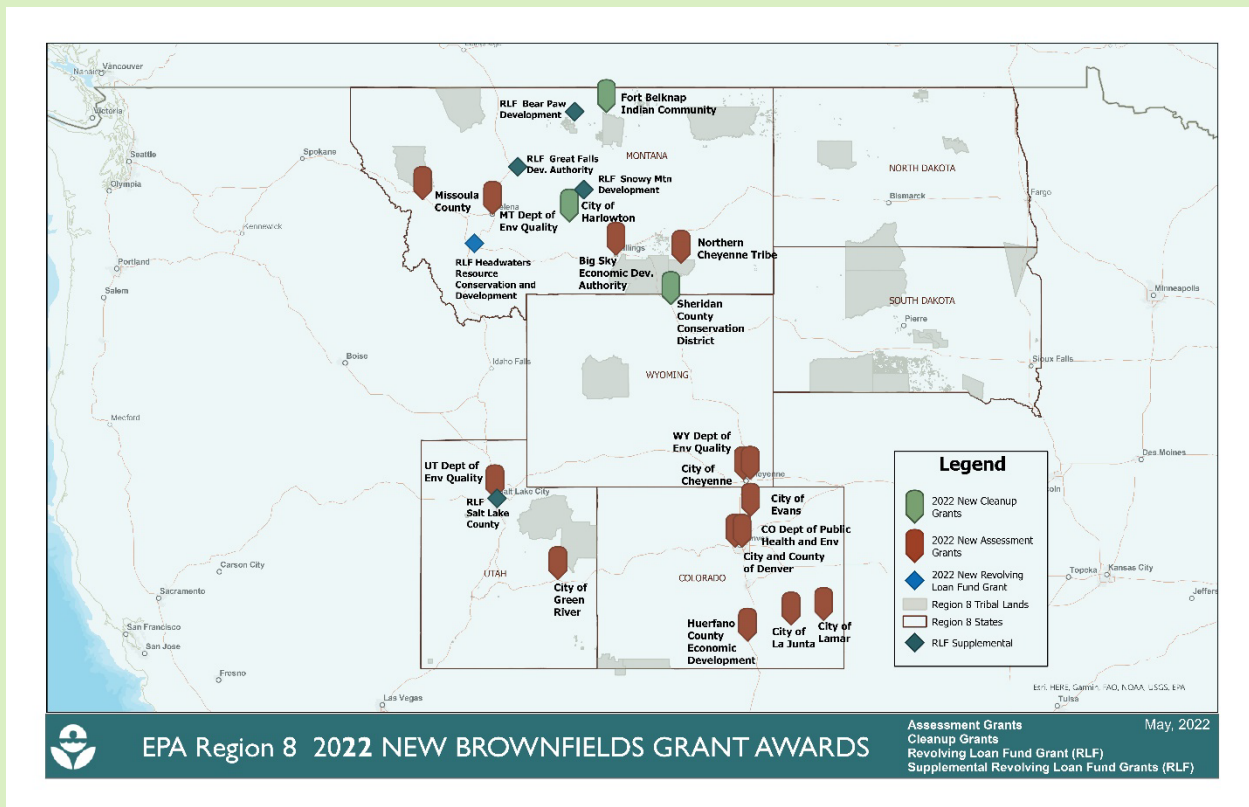 Nanaimo
Vancouver
Victoria
Seattle
Olympia
Spokane
Kennewick
Portland
Salem
Boise
Idaho Falls
Medford
Carson City
Sacramento
San Francisco
San Jose
Fresno
Las Vegas
RLF Bear Paw
Development
Fort Belknap
Indian Community
MONTANA
RLF Great Falls
Dev. Authority
RLF Snowy Mtn
Development
Missoula
County
MT Dept of
Env Quality
City of
Harlowton
RLF Headwaters
Resource
Conservation and
Development
Big Sky
Economic Dev.
Authority
Northern
Cheyenne Tribe
Sheridan
County
Conservation
District
NORTH DAKOTA
Bismarck
Fargo
SOUTH DAKOTA
Pierre
Sioux Falls
Minneapolis
WYOMING
WY Dept of
Env Quality
City of
Cheyenne
UT Dept of
Env Quality
RLF
Salt Lake
County
UTAH
City of
Green
River
City of
Evans
CO Dept of Public
Health and Env
City and County
of Denver
COLORADO
Huerfano
County
Economic
Development
City of
La Junta
City of
Lamar
Des Moines
Topeka
Kansas City
Tulsa
Legend
2022 New Cleanup
Grants
2022 New Assessment
Grants
2022 New Revolving
Loan Fund Grant
Region 8 Tribal Lands
Region 8 States
RLF Supplemental
Esri, HERE, Garmin, FAO, NOAA, USGS, EPA
EPA Region 8 2022 NEW BROWNFIELDS GRANT AWARDS
Assessment Grants
Cleanup Grants
Revolving Loan Fund Grant (RLF)
Supplemental Revolving Loan Fund Grants (RLF)
May, 2022